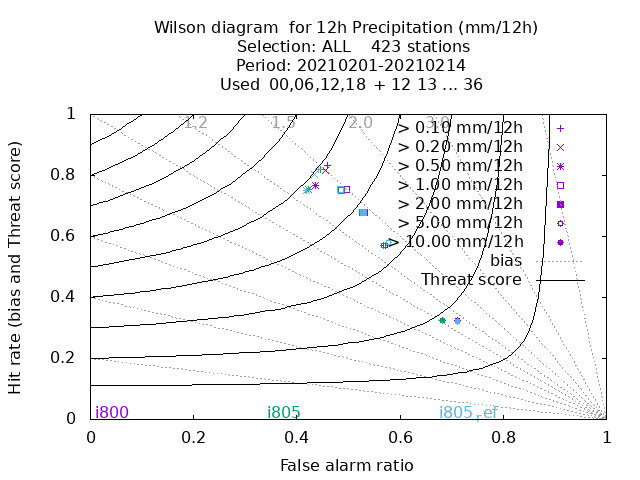 Wilson diagram for 12h Precipitation (mm/12h)
Selection: ALL 423 stations
Period: 20210201-20210214
Used 00,06,12,18 + 12 13 ... 36
1.2 1.5 2.0 3.0
> 0.10 mm/12h
> 0.20 mm/12h
> 0.50 mm/12h
> 1.00 mm/12h
> 2.00 mm/12h
> 5.00 mm/12h
> 10.00 mm/12h
bias
Threat score
Hit rate (bias and Threat score)
1
0.8
0.6
0.4
0.2
0
i800 i805 i805_ref
0 0.2 0.4 0.6 0.8 1
False alarm ratio